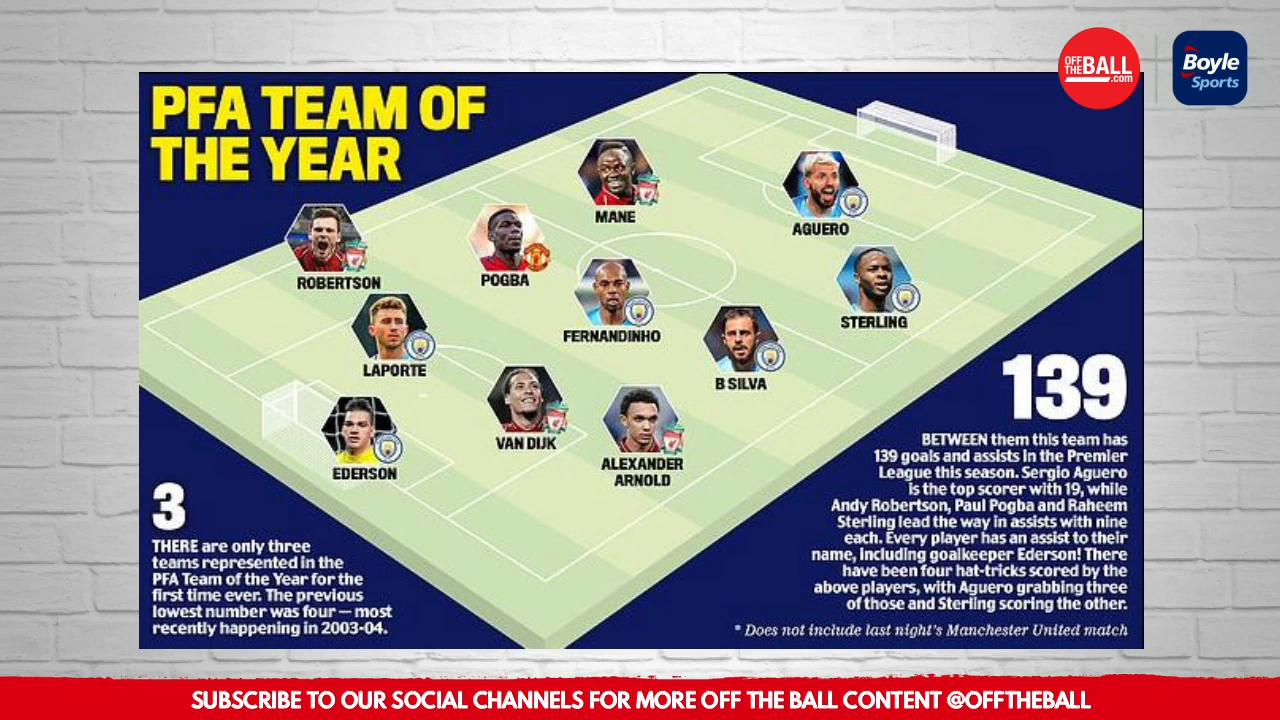 OFF
THE BALL
.com
Boyle
Sports
PFA TEAM OF
THE YEAR
MANE
AGUERO
ROBERTSON
POGBA
STERLING
FERNANDINHO
LAPORTE
B SILVA
VAN DIJK
ALEXANDER
ARNOLD
EDERSON
3
THERE are only three
teams represented in the
PFA Team of the Year for the
first time ever. The previous
lowest number was four — most
recently happening in 2003-04.
139
BETWEEN them this team has
139 goals and assists in the Premier
League this season. Sergio Aguero
is the top scorer with 19, while
Andy Robertson, Paul Pogba and Raheem
Sterling lead the way in assists with nine
each. Every player has an assist to their
name, including goalkeeper Ederson! There
have been four hat-tricks scored by the
above players, with Aguero grabbing three
of those and Sterling scoring the other.
* Does not include last night's Manchester United match
SUBSCRIBE TO OUR SOCIAL CHANNELS FOR MORE OFF THE BALL CONTENT @OFFTHEBALL